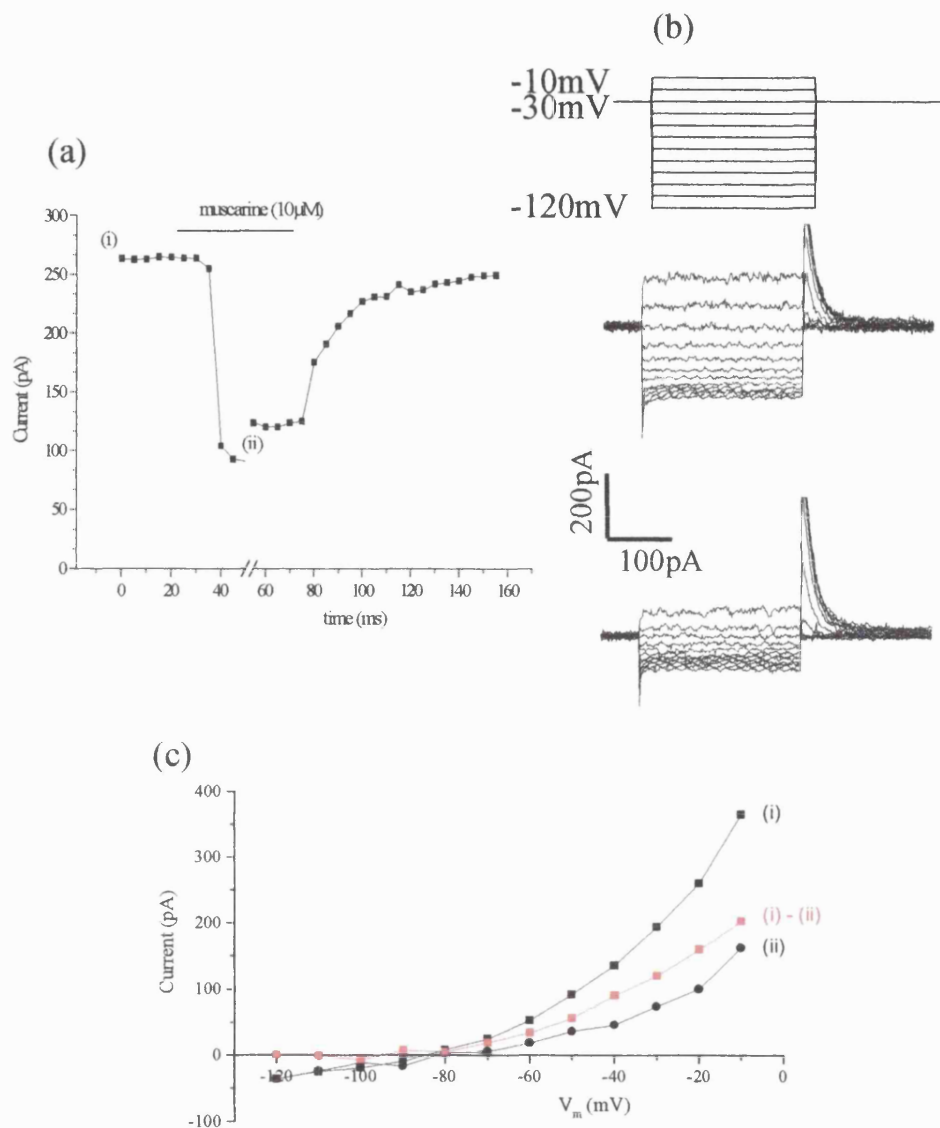 (b)
-10mV
-30mV
-120mV
(a)
muscarine (10µM)
300
250
200
150
100
50
0
(i)
(ii)
Current (pA)
0 20 40 60 80 100 120 140 160
time (ms)
200pA
100pA
(c)
400
300
200
100
0
-100
Current (pA)
(i)
(i) - (ii)
(ii)
-120 -100 -80 -60 -40 -20 0
Vm (mV)